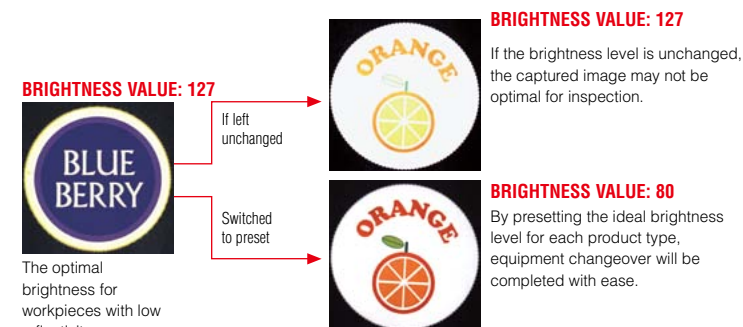 BRIGHTNESS VALUE: 127
BLUE
BERRY
The optimal
brightness for
workpieces with low
If left
unchanged
Switched
to preset
ORANGE
BRIGHTNESS VALUE: 127
If the brightness level is unchanged,
the captured image may not be
optimal for inspection.
ORANGE
BRIGHTNESS VALUE: 80
By presetting the ideal brightness
level for each product type,
equipment changeover will be
completed with ease.